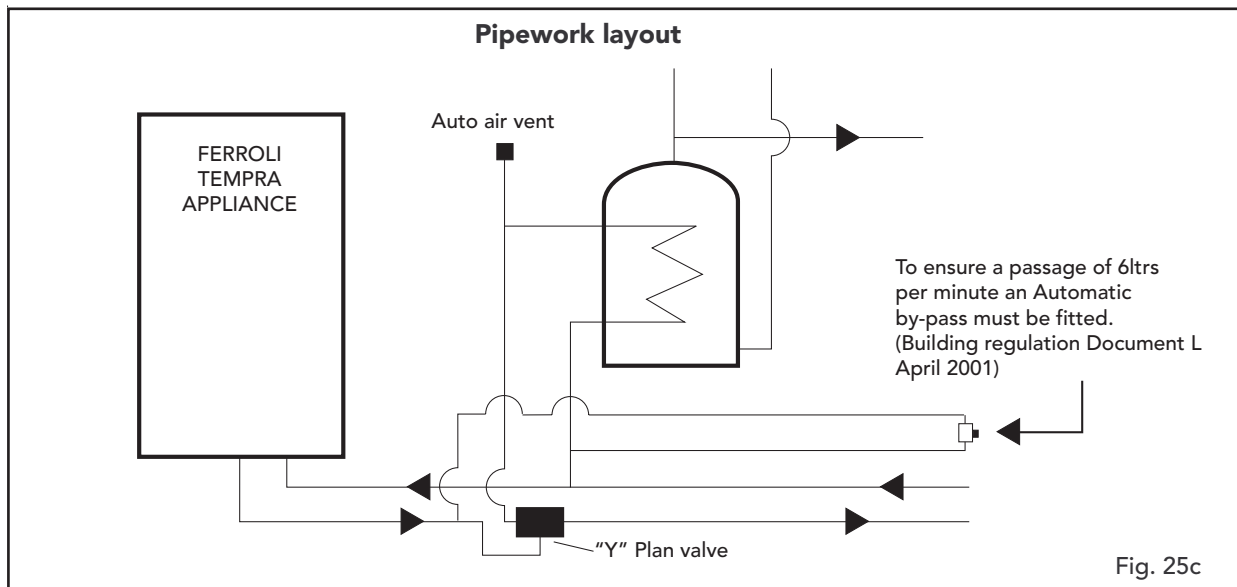 Pipework layout
Auto air vent
FERROLI
TEMPRA
APPLIANCE
To ensure a passage of 6ltrs
per minute an Automatic
by-pass must be fitted.
(Building regulation Document L
April 2001)
“Y” Plan valve
Fig. 25c